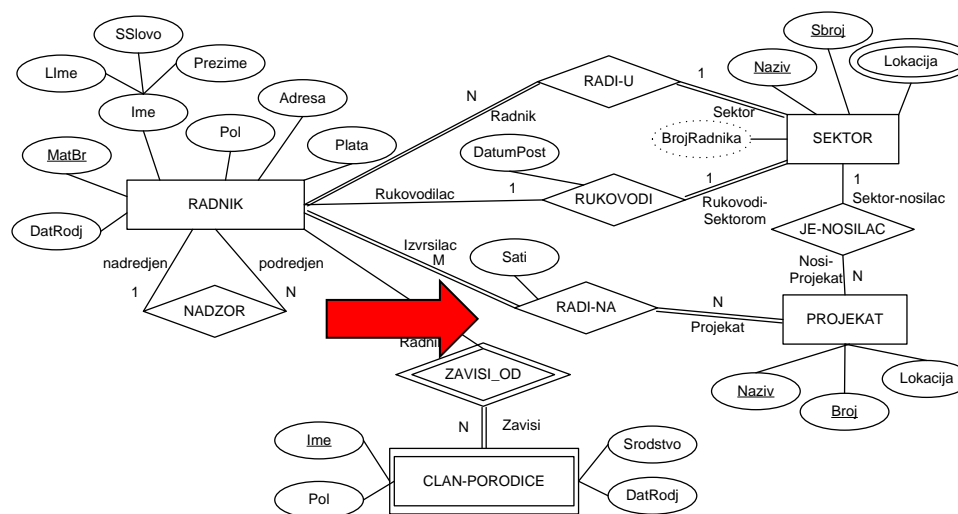 SSlovo
LIme
Prezime
Ime
Adresa
Pol
MatBr
Plata
RADNIK
DatRodj
nadredjen
podredjen
1
N
NADZOR
N
Radnik
RADI-U
1
Sektor
Sbroj
Naziv
Lokacija
BrojRadnika
SEKTOR
DatumPost
Rukovodilac
1
RUKOVODI
1
Rukovodi-
Sektorom
1
Sektor-nosilac
JE-NOSILAC
Nosi-
Projekat
N
Izvrsilac
M
Sati
RADI-NA
N
Projekat
PROJEKAT
Naziv
Broj
Lokacija
ZAVISI_OD
N
Zavisi
Ime
Pol
CLAN-PORODICE
Srodstvo
DatRodj